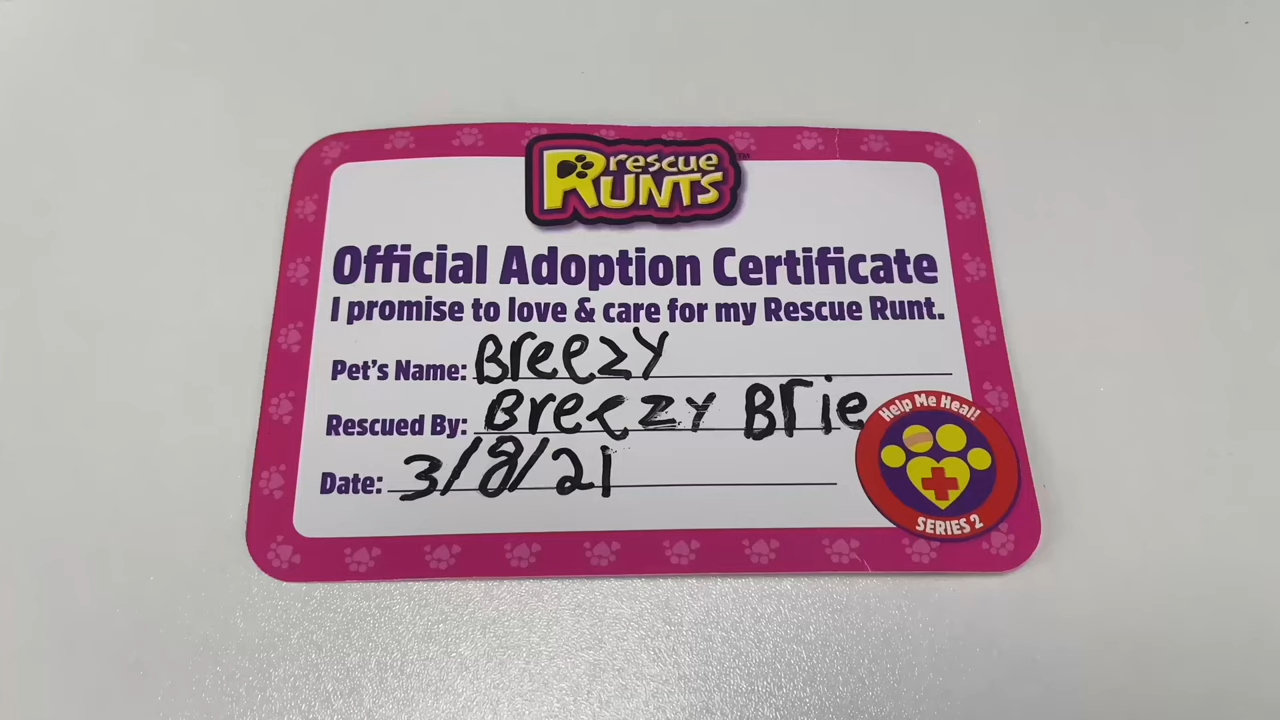 rescue
RUNTS™
Official Adoption Certificate
I promise to love & care for my Rescue Runt.
Pet's Name: Breezy
Rescued By: Breezy Brie
Date: 3/8/21
Help Me Heal!
SERIES 2